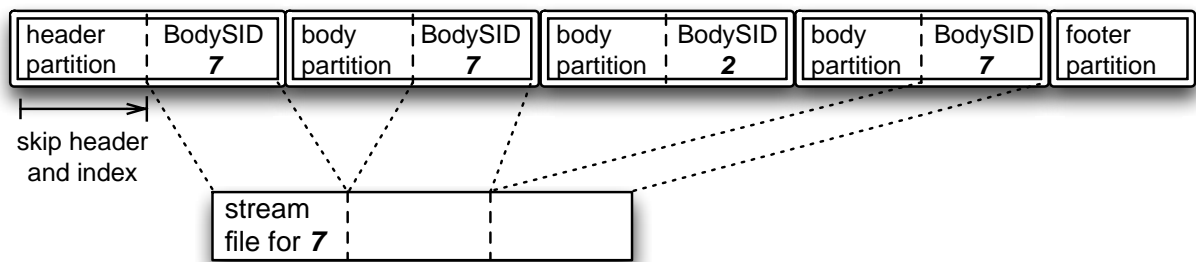 header
partition
BodySID
7
body
partition
BodySID
7
body
partition
BodySID
2
body
partition
BodySID
7
footer
partition
skip header
and index
stream
file for 7